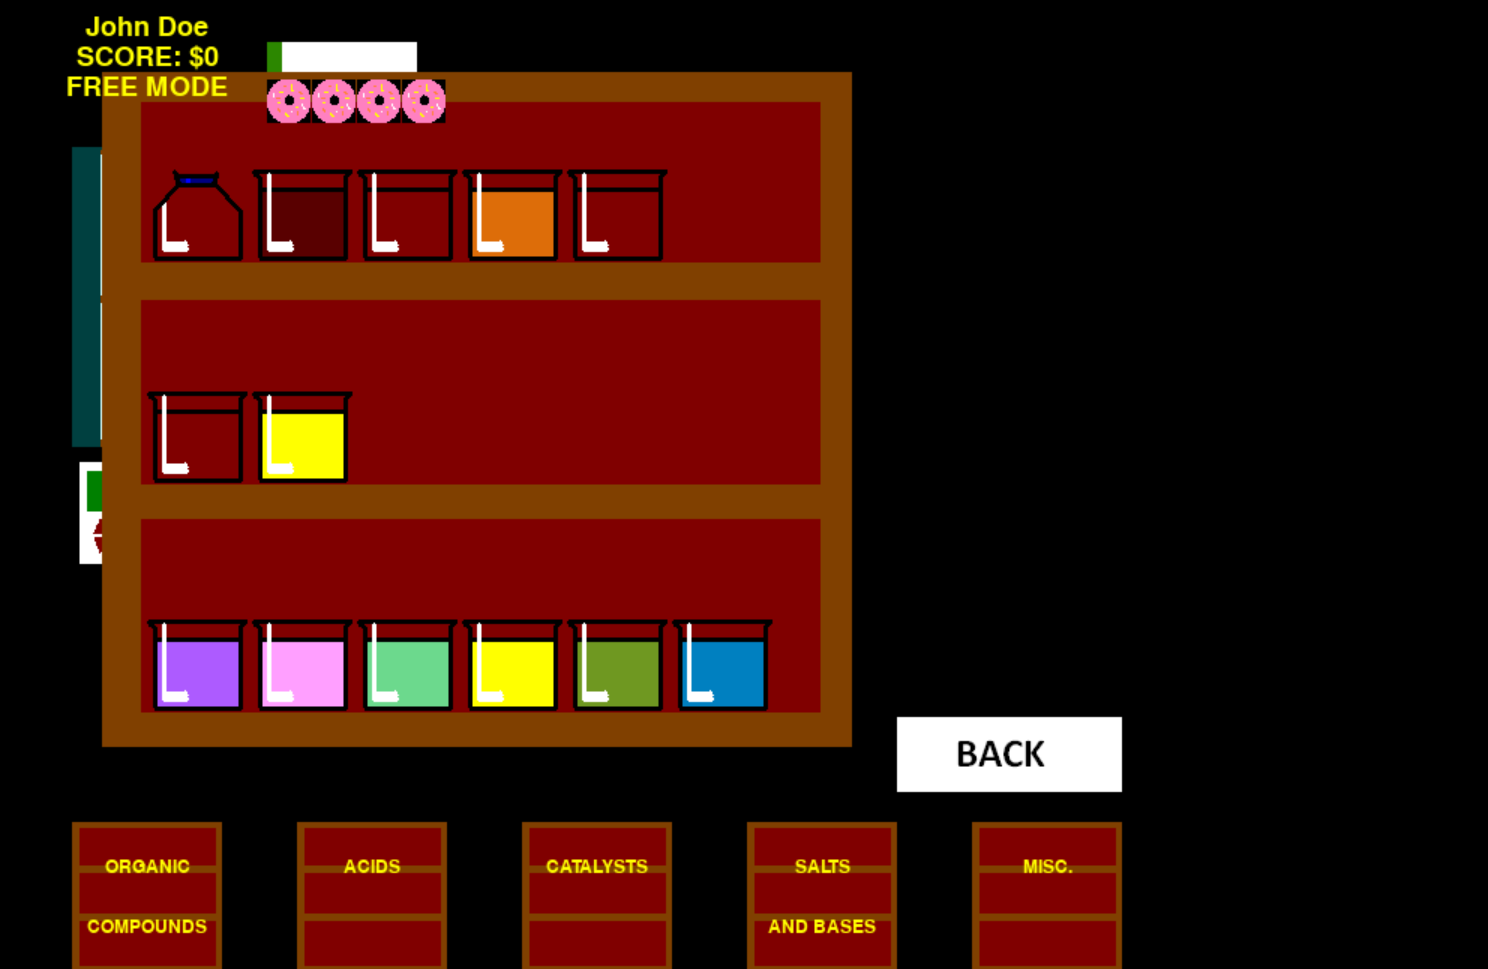 John Doe
SCORE: $0
FREE MODE
BACK
ORGANIC
COMPOUNDS
ACIDS
CATALYSTS
SALTS
AND BASES
MISC.